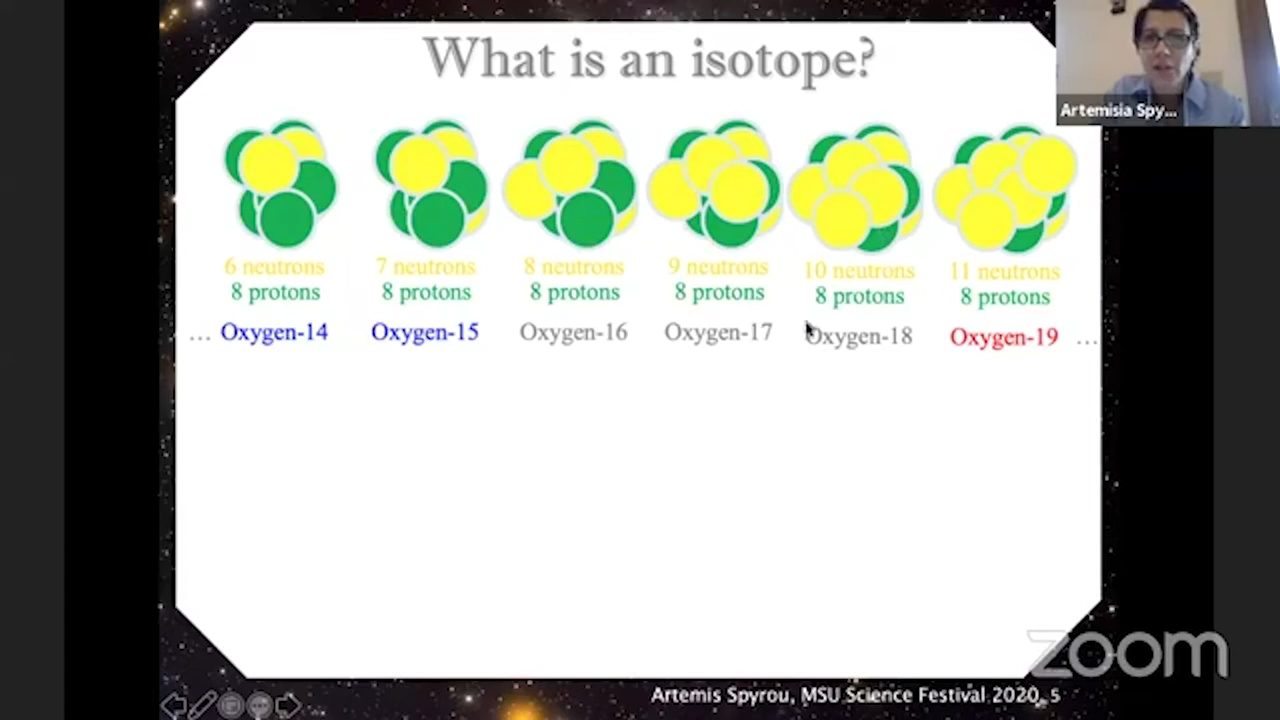 What is an isotope?
Artemisia Spy...
6 neutrons
8 protons
7 neutrons
8 protons
8 neutrons
8 protons
9 neutrons
8 protons
10 neutrons
8 protons
11 neutrons
8 protons
... Oxygen-14 Oxygen-15 Oxygen-16 Oxygen-17 Oxygen-18 Oxygen-19 ...
zoom
Artemis Spyrou, MSU Science Festival 2020, 5